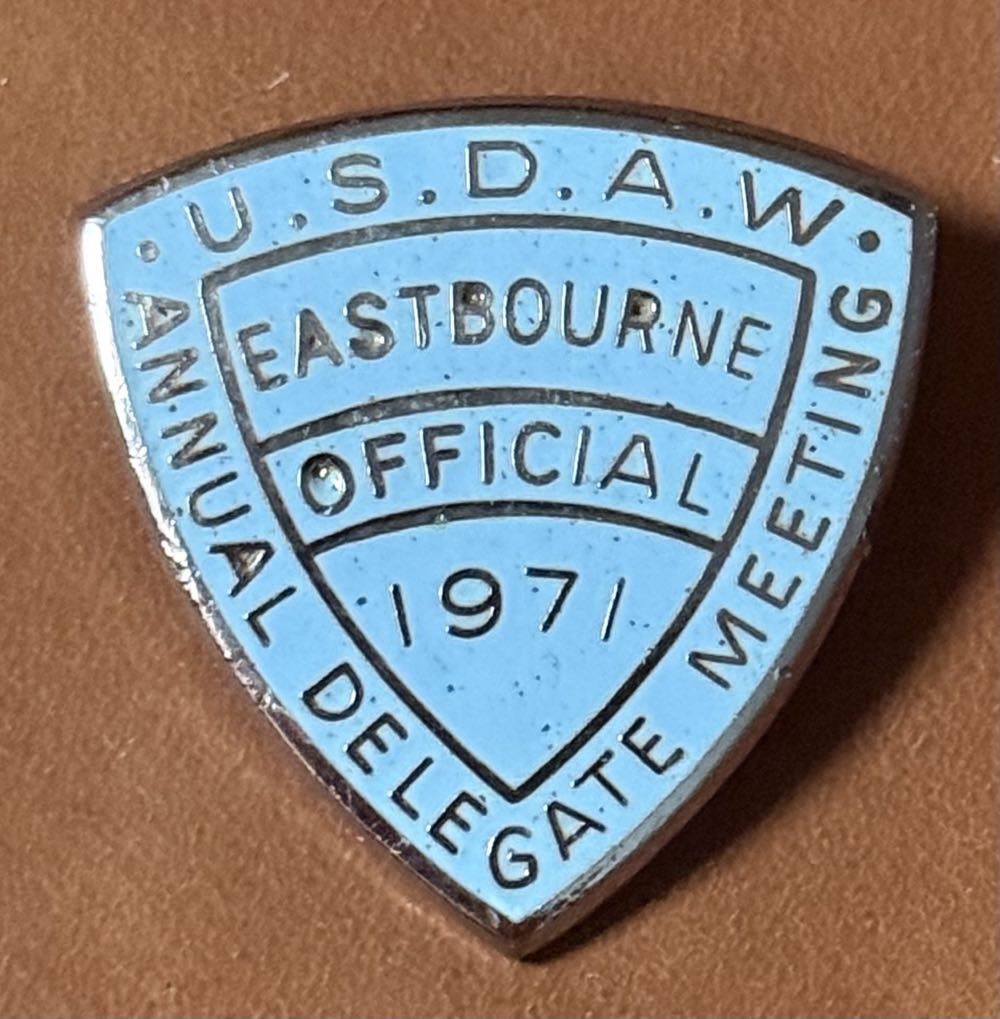 · U.S.D.A.W ·
EASTBOURNE
OFFICIAL
1971
ANNUAL DELEGATE MEETING